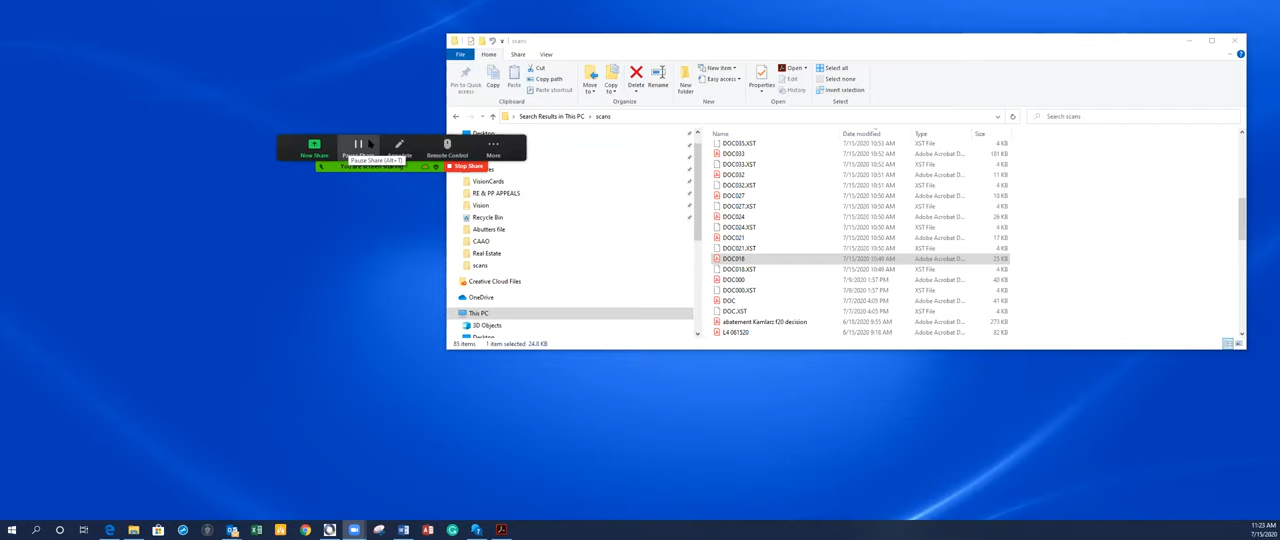 scans
File Home Share View
Pin to Quick access
Copy
Paste
Cut
Copy path
Paste shortcut
Clipboard
Move to
Copy to
Delete
Rename
Organize
New folder
New item
Easy access
New
Properties
Open
Edit
History
Open
Select all
Select none
Invert selection
Select
Search Results in This PC > scans
Search scans
New Share
Remote Control
More
Pause Share (Alt+T)
You are screen sharing
Stop Share
Desktop
VisionCards
RE & PP APPEALS
Vision
Recycle Bin
Abutters file
CAAO
Real Estate
scans
Creative Cloud Files
OneDrive
This PC
3D Objects
Desktop
Name Date modified Type Size
DOC035.XST 7/15/2020 10:51 AM XST File 4 KB
DOC033 7/15/2020 10:51 AM Adobe Acrobat D... 181 KB
DOC033.XST 7/15/2020 10:51 AM XST File 4 KB
DOC032 7/15/2020 10:51 AM Adobe Acrobat D... 11 KB
DOC032.XST 7/15/2020 10:51 AM XST File 4 KB
DOC027 7/15/2020 10:50 AM Adobe Acrobat D... 13 KB
DOC027.XST 7/15/2020 10:50 AM XST File 4 KB
DOC024 7/15/2020 10:50 AM Adobe Acrobat D... 26 KB
DOC024.XST 7/15/2020 10:50 AM XST File 4 KB
DOC021 7/15/2020 10:50 AM Adobe Acrobat D... 17 KB
DOC021.XST 7/15/2020 10:50 AM XST File 4 KB
DOC018 7/15/2020 10:49 AM Adobe Acrobat D... 25 KB
DOC018.XST 7/15/2020 10:49 AM XST File 4 KB
DOC000 7/9/2020 1:57 PM Adobe Acrobat D... 40 KB
DOC000.XST 7/9/2020 1:57 PM XST File 4 KB
DOC 7/7/2020 4:05 PM Adobe Acrobat D... 41 KB
DOC.XST 7/7/2020 4:05 PM XST File 4 KB
abatement Kamlarz f20 decision 6/18/2020 9:55 AM Adobe Acrobat D... 273 KB
L4 061520 6/15/2020 9:18 AM Adobe Acrobat D... 82 KB
85 items 1 item selected 24.8 KB
11:23 AM
7/15/2020